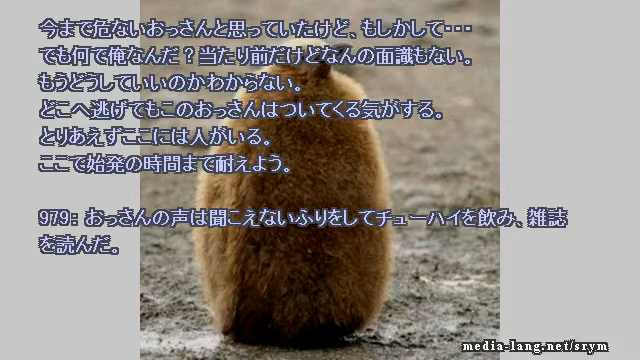 今まで危ないおっさんと思っていたけど、もしかして・・・
でも何で俺なんだ？当たり前だけどなんの面識もない。
もうどうしていいのかわからない。
どこへ逃げてもこのおっさんはついてくる気がする。
とりあえずここには人がいる。
ここで始発の時間まで耐えよう。
979: おっさんの声は聞こえないふりをしてチューハイを飲み、雑誌
を読んだ。
media-lang.net/srym